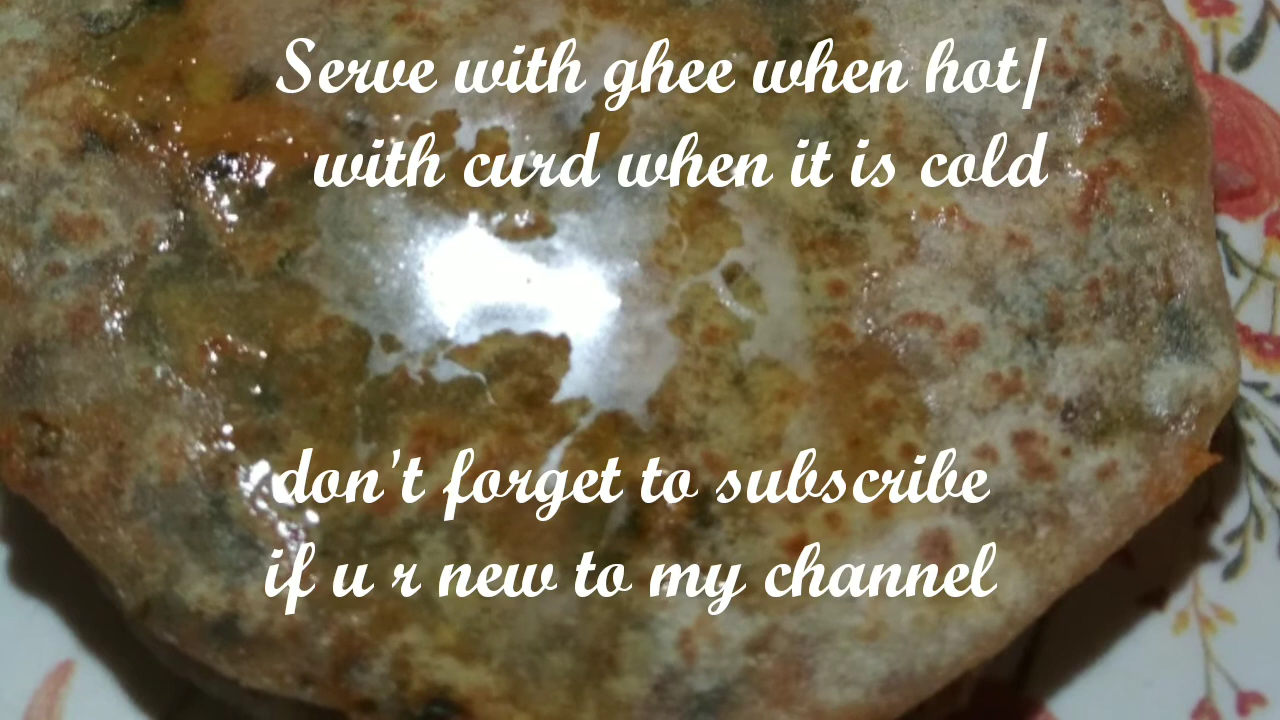 Serve with ghee when hot/
with curd when it is cold
don't forget to subscribe
if u r new to my channel